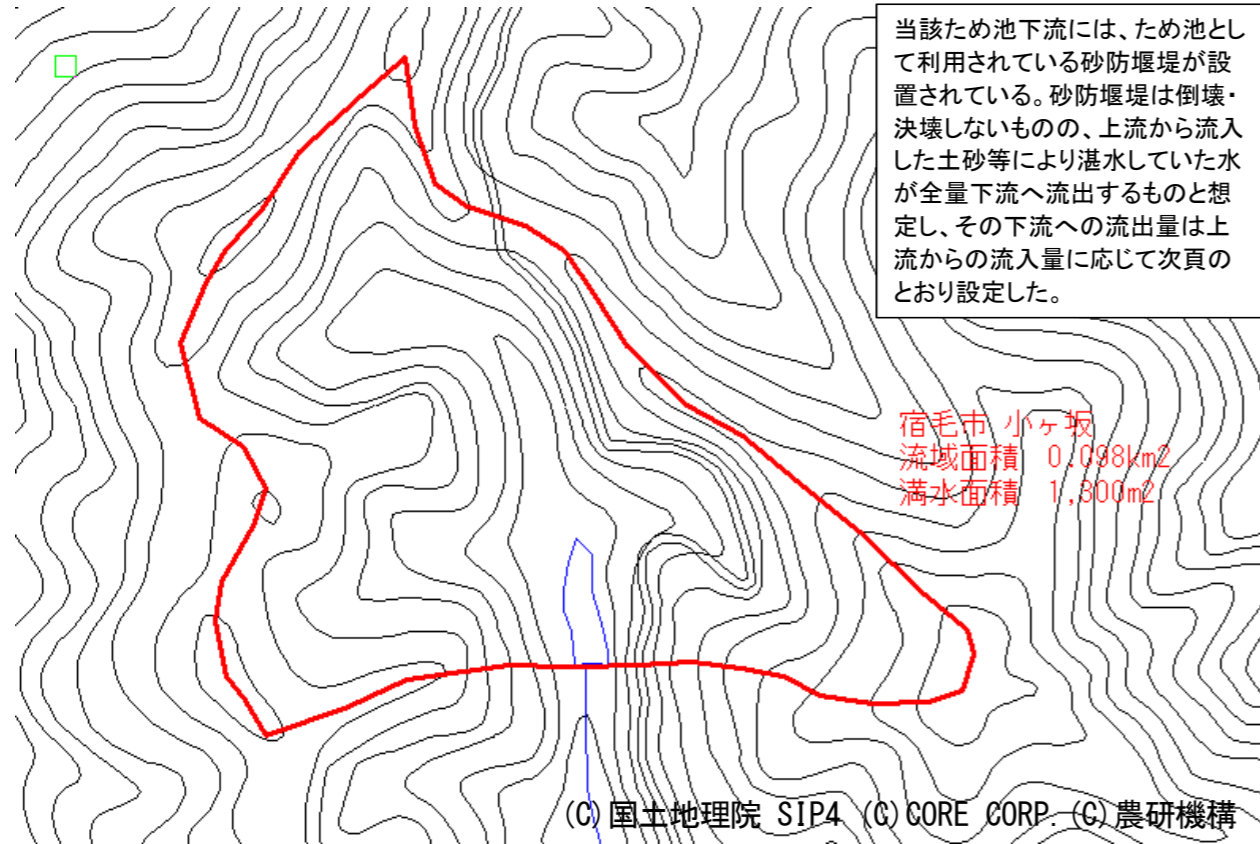 当該ため池下流には、ため池とし
て利用されている砂防堰堤が設
置されている。砂防堰堤は倒壊・
決壊しないものの、上流から流入
した土砂等により湛水していた水
が全量下流へ流出するものと想
定し、その下流への流出量は上
流からの流入量に応じて次頁の
とおり設定した。
宿毛市 小ヶ坂
流域面積 0.098km2
満水面積 1,300m2
(C)国土地理院 SIP4 (C)CORE CORP. (C)農研機構